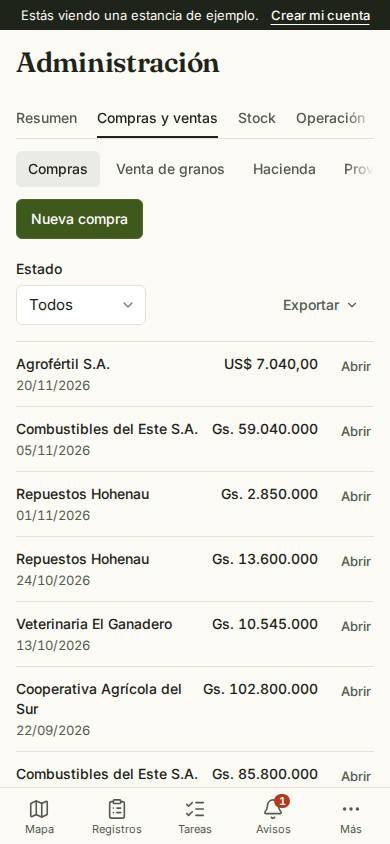 Estás viendo una estancia de ejemplo. Crear mi cuenta
Administración
Resumen Compras y ventas Stock Operación
Compras Venta de granos Hacienda Prov
Nueva compra
Estado
Todos Exportar
Agrofértil S.A. US$ 7.040,00 Abrir
20/11/2026
Combustibles del Este S.A. Gs. 59.040.000 Abrir
05/11/2026
Repuestos Hohenau Gs. 2.850.000 Abrir
01/11/2026
Repuestos Hohenau Gs. 13.600.000 Abrir
24/10/2026
Veterinaria El Ganadero Gs. 10.545.000 Abrir
13/10/2026
Cooperativa Agrícola del Gs. 102.800.000 Abrir
Sur
22/09/2026
Combustibles del Este S.A. Gs. 85.800.000 Abrir
1
Mapa Registros Tareas Avisos Más